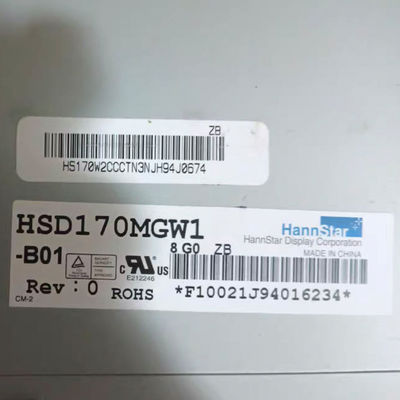 ZB
H5170W2CCCTN3NJH94J0674
HSD170MGW1
HannStar
HannStar Display Corporation
-B01
8 G0 ZB
MADE IN CHINA
C US
E212246
CM-2
Rev: 0 ROHS
*F10021J94016234*